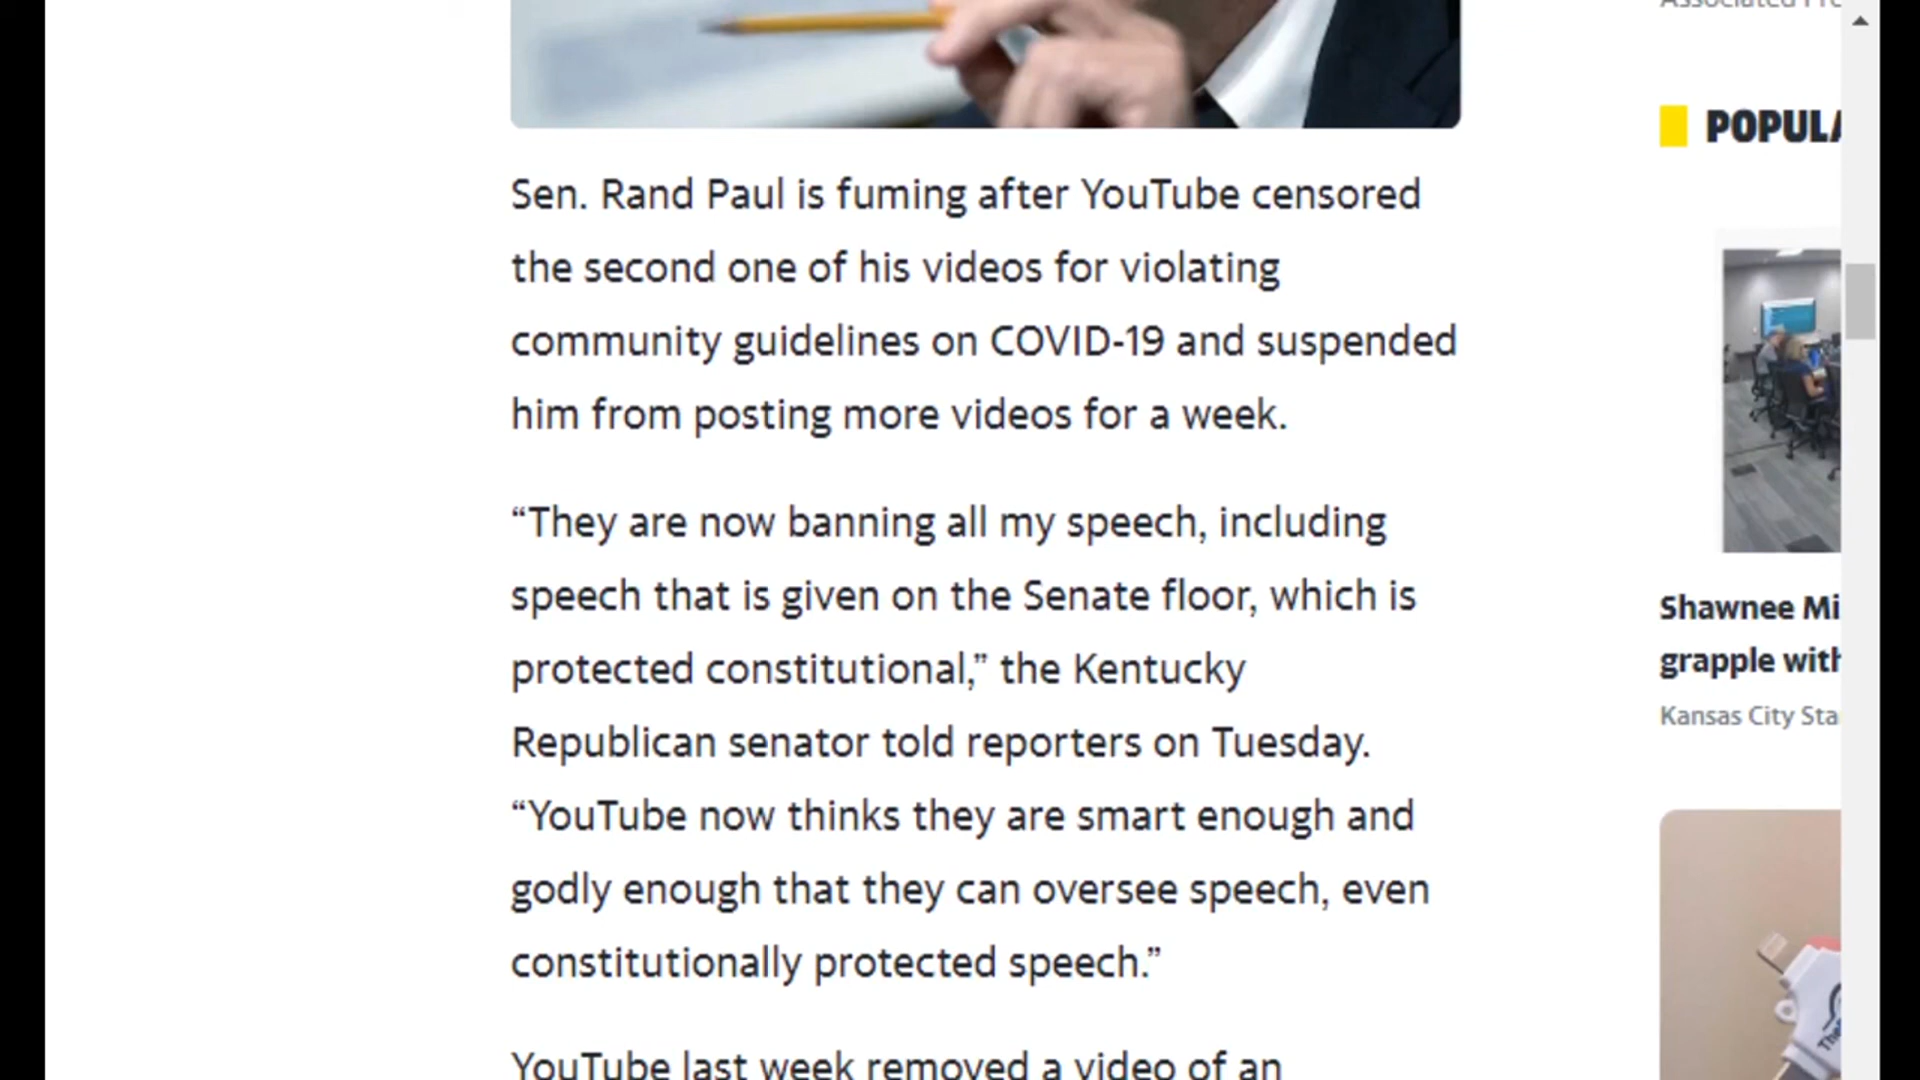 Sen. Rand Paul is fuming after YouTube censored
the second one of his videos for violating
community guidelines on COVID-19 and suspended
him from posting more videos for a week.
“They are now banning all my speech, including
speech that is given on the Senate floor, which is
protected constitutional,” the Kentucky
Republican senator told reporters on Tuesday.
“YouTube now thinks they are smart enough and
godly enough that they can oversee speech, even
constitutionally protected speech.”
YouTube last week removed a video of an
Associated
Shawnee
grapple with
Kansas City